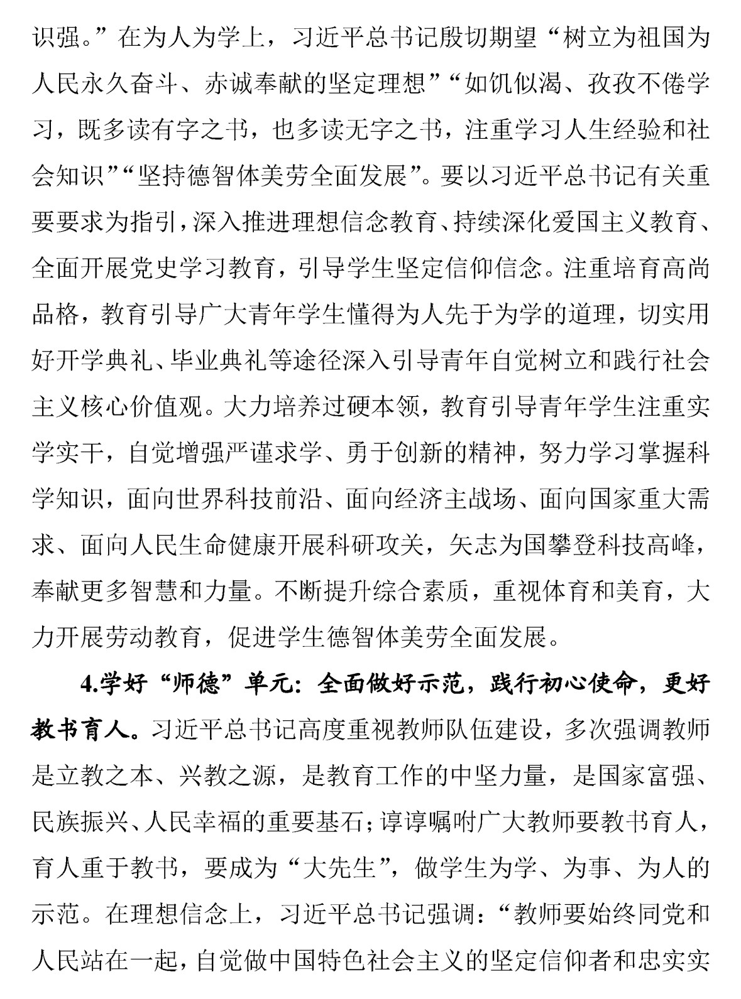 识强。”在为人为学上，习近平总书记殷切期望“树立为祖国为
人民永久奋斗、赤诚奉献的坚定理想”“如饥似渴、孜孜不倦学
习，既多读有字之书，也多读无字之书，注重学习人生经验和社
会知识”“坚持德智体美劳全面发展”。要以习近平总书记有关重
要要求为指引，深入推进理想信念教育、持续深化爱国主义教育、
全面开展党史学习教育，引导学生坚定信仰信念。注重培育高尚
品格，教育引导广大青年学生懂得为人先于为学的道理，切实用
好开学典礼、毕业典礼等途径深入引导青年自觉树立和践行社会
主义核心价值观。大力培养过硬本领，教育引导青年学生注重实
学实干，自觉增强严谨求学、勇于创新的精神，努力学习掌握科
学知识，面向世界科技前沿、面向经济主战场、面向国家重大需
求、面向人民生命健康开展科研攻关，矢志为国攀登科技高峰，
奉献更多智慧和力量。不断提升综合素质，重视体育和美育，大
力开展劳动教育，促进学生德智体美劳全面发展。
4.学好“师德”单元：全面做好示范，践行初心使命，更好
教书育人。习近平总书记高度重视教师队伍建设，多次强调教师
是立教之本、兴教之源，是教育工作的中坚力量，是国家富强、
民族振兴、人民幸福的重要基石；谆谆嘱咐广大教师要教书育人，
育人重于教书，要成为“大先生”，做学生为学、为事、为人的
示范。在理想信念上，习近平总书记强调：“教师要始终同党和
人民站在一起，自觉做中国特色社会主义的坚定信仰者和忠实实